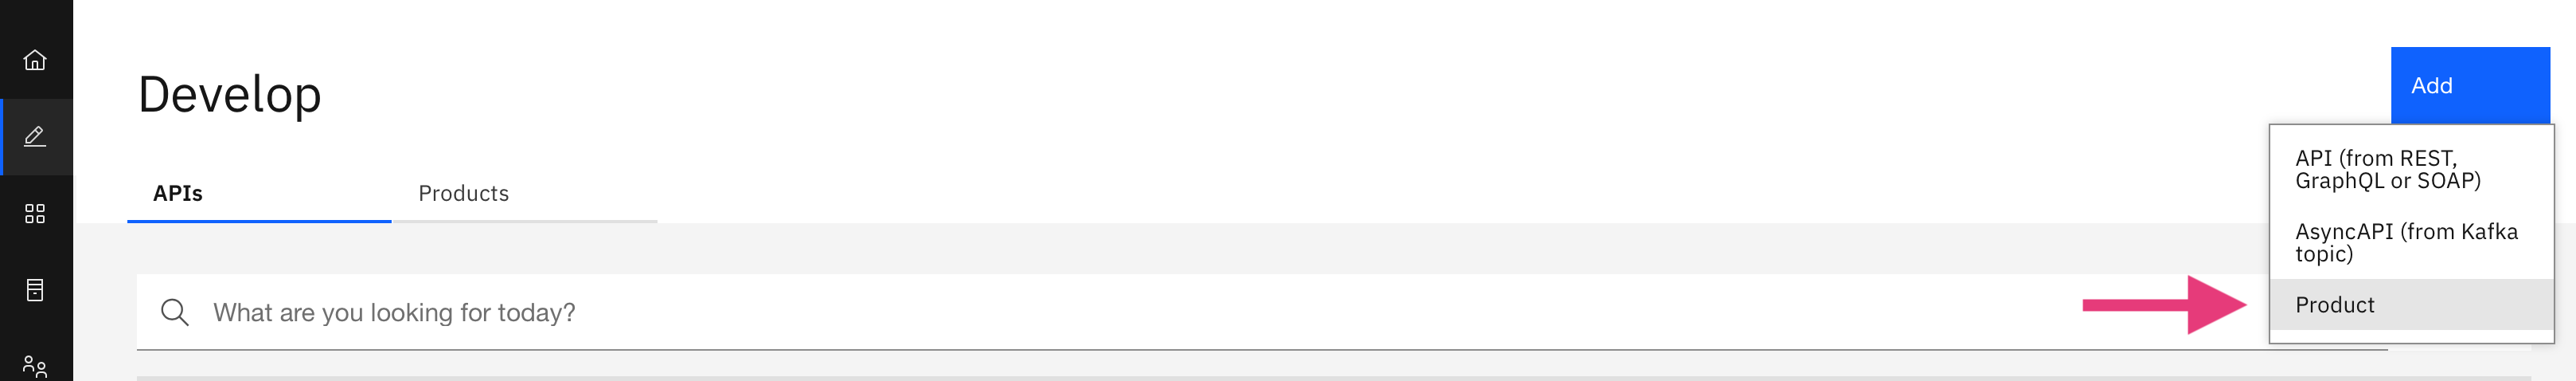 Develop
Add
APIs
Products
API (from REST,
GraphQL or SOAP)
AsyncAPI (from Kafka
topic)
Product
What are you looking for today?